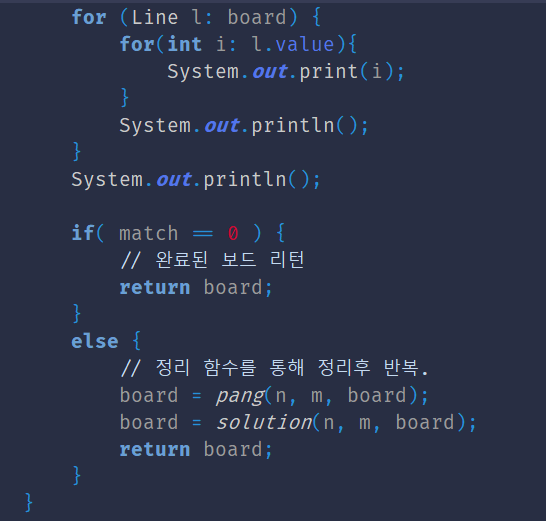 for (Line l: board) {
for(int i: l.value){
System.out.print(i);
}
System.out.println();
}
System.out.println();
if( match == 0 ) {
// 완료된 보드 리턴
return board;
}
else {
// 정리 함수를 통해 정리후 반복.
board = pang(n, m, board);
board = solution(n, m, board);
return board;
}
}